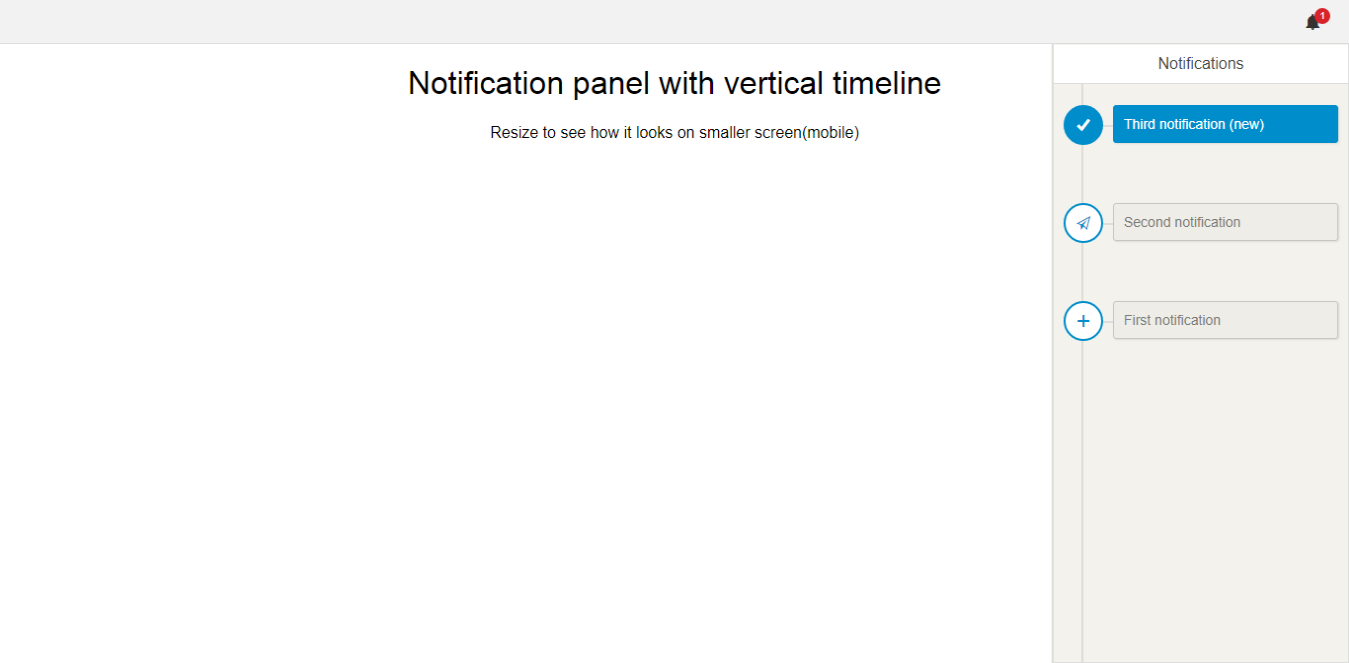 1
Notifications
Notification panel with vertical timeline
Resize to see how it looks on smaller screen(mobile)
Third notification (new)
Second notification
First notification